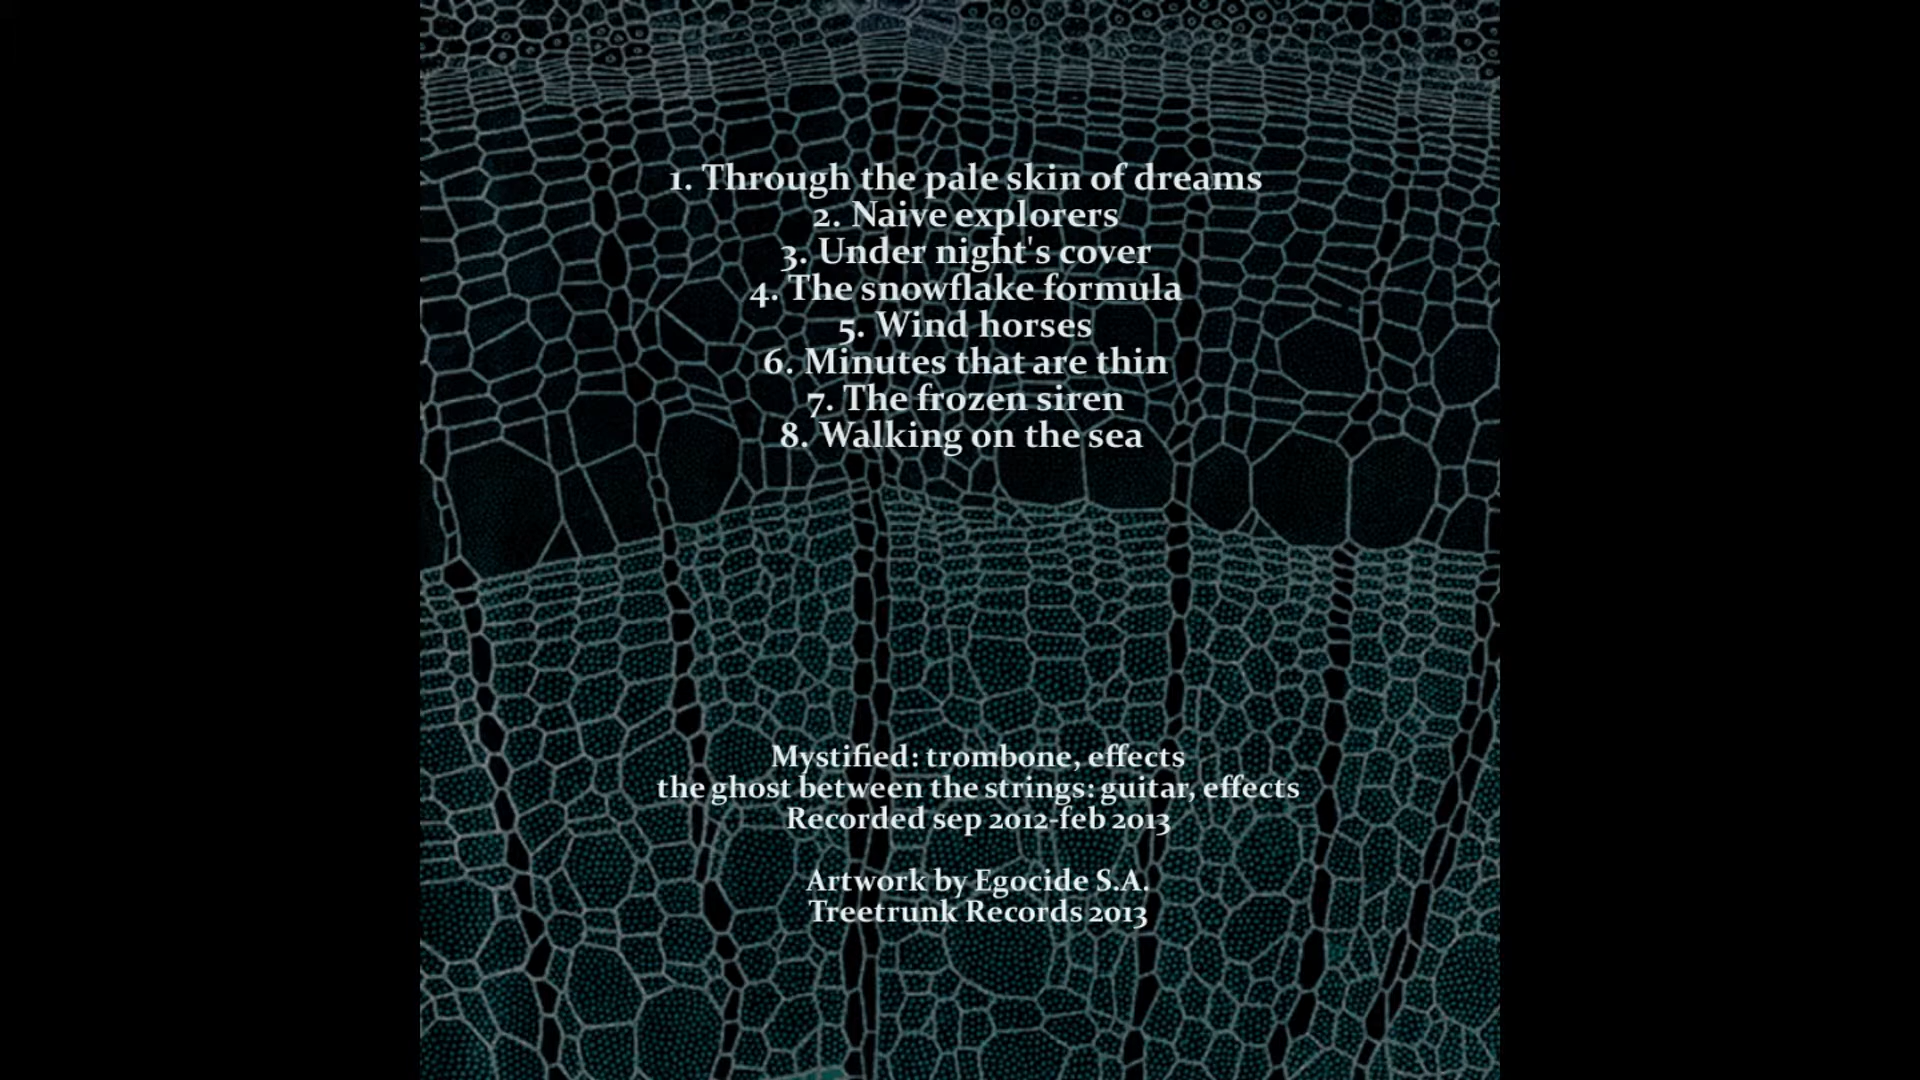 1. Through the pale skin of dreams
2. Naive explorers
3. Under night's cover
4. The snowflake formula
5. Wind horses
6. Minutes that are thin
7. The frozen siren
8. Walking on the sea
Mystified: trombone, effects
the ghost between the strings: guitar, effects
Recorded sep 2012-feb 2013
Artwork by Egocide S.A.
Treetrunk Records 2013